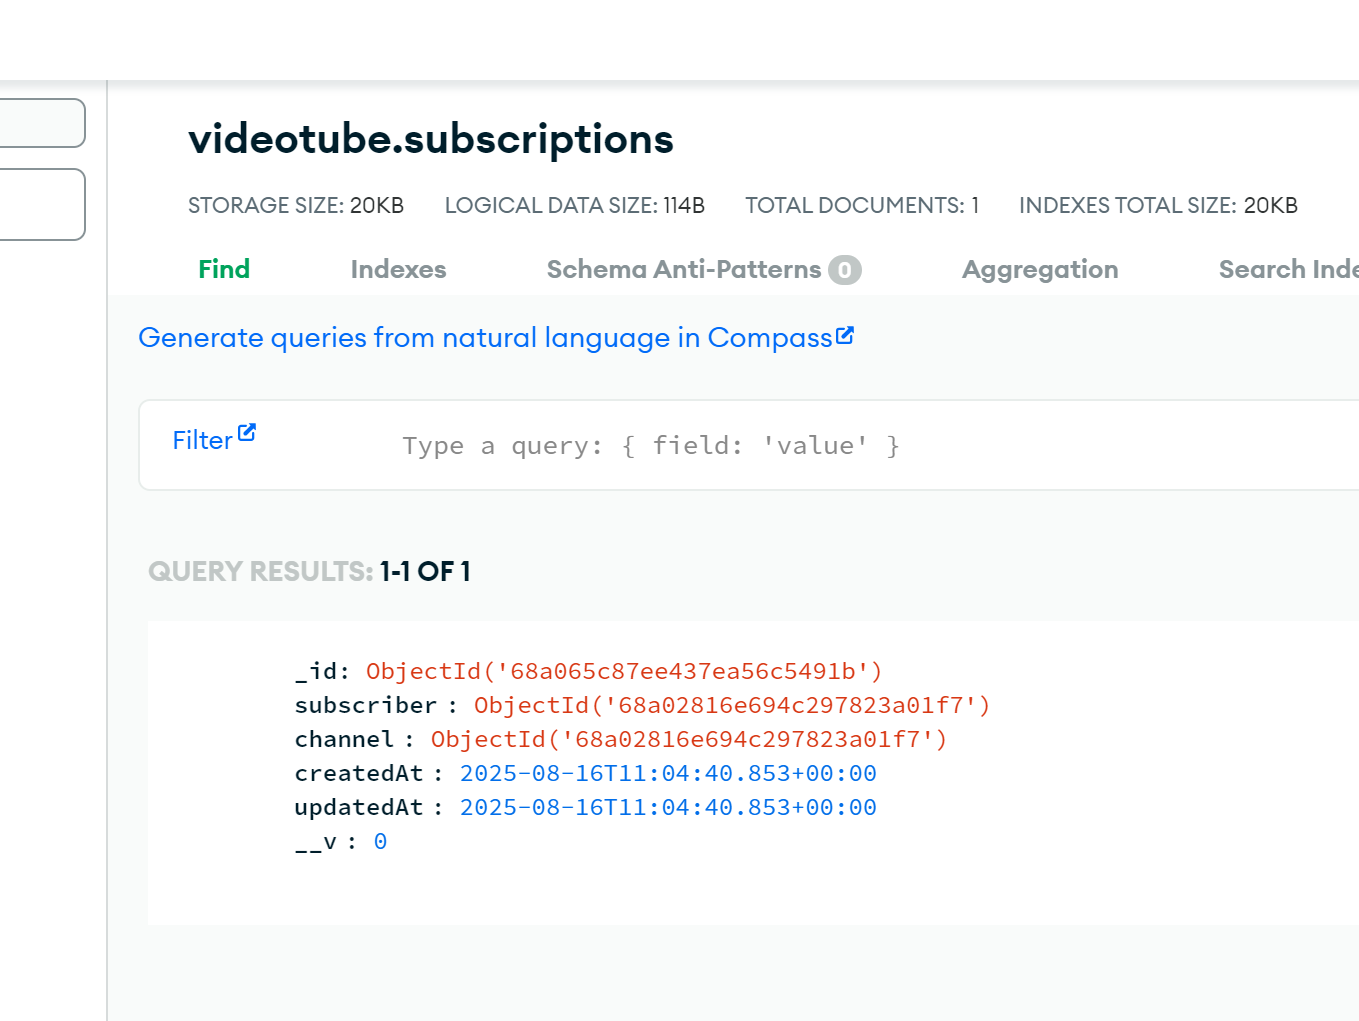 videotube.subscriptions
STORAGE SIZE: 20KB LOGICAL DATA SIZE: 114B TOTAL DOCUMENTS: 1 INDEXES TOTAL SIZE: 20KB
Find Indexes Schema Anti-Patterns 0 Aggregation Search Inde
Generate queries from natural language in Compass
Filter Type a query: { field: 'value' }
QUERY RESULTS: 1-1 OF 1
_id: ObjectId('68a065c87ee437ea56c5491b')
subscriber : ObjectId('68a02816e694c297823a01f7')
channel : ObjectId('68a02816e694c297823a01f7')
createdAt : 2025-08-16T11:04:40.853+00:00
updatedAt : 2025-08-16T11:04:40.853+00:00
__v : 0